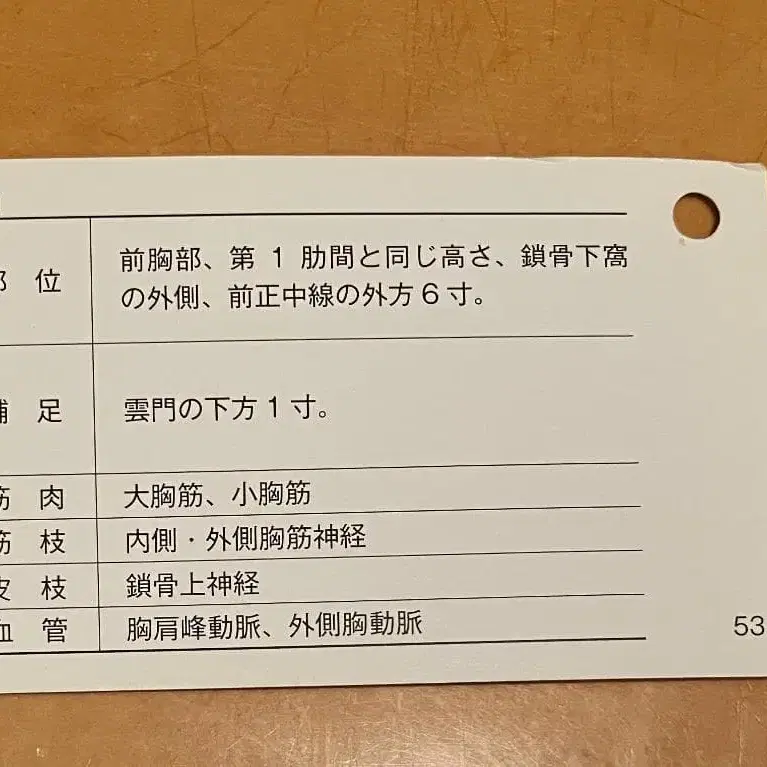 部 位 前胸部、第 1 肋間と同じ高さ、鎖骨下窩
の外側、前正中線の外方 6 寸。
補 足 雲門の下方 1 寸。
筋 肉 大胸筋、小胸筋
筋 枝 内側・外側胸筋神経
皮 枝 鎖骨上神経
血 管 胸肩峰動脈、外側胸動脈
53